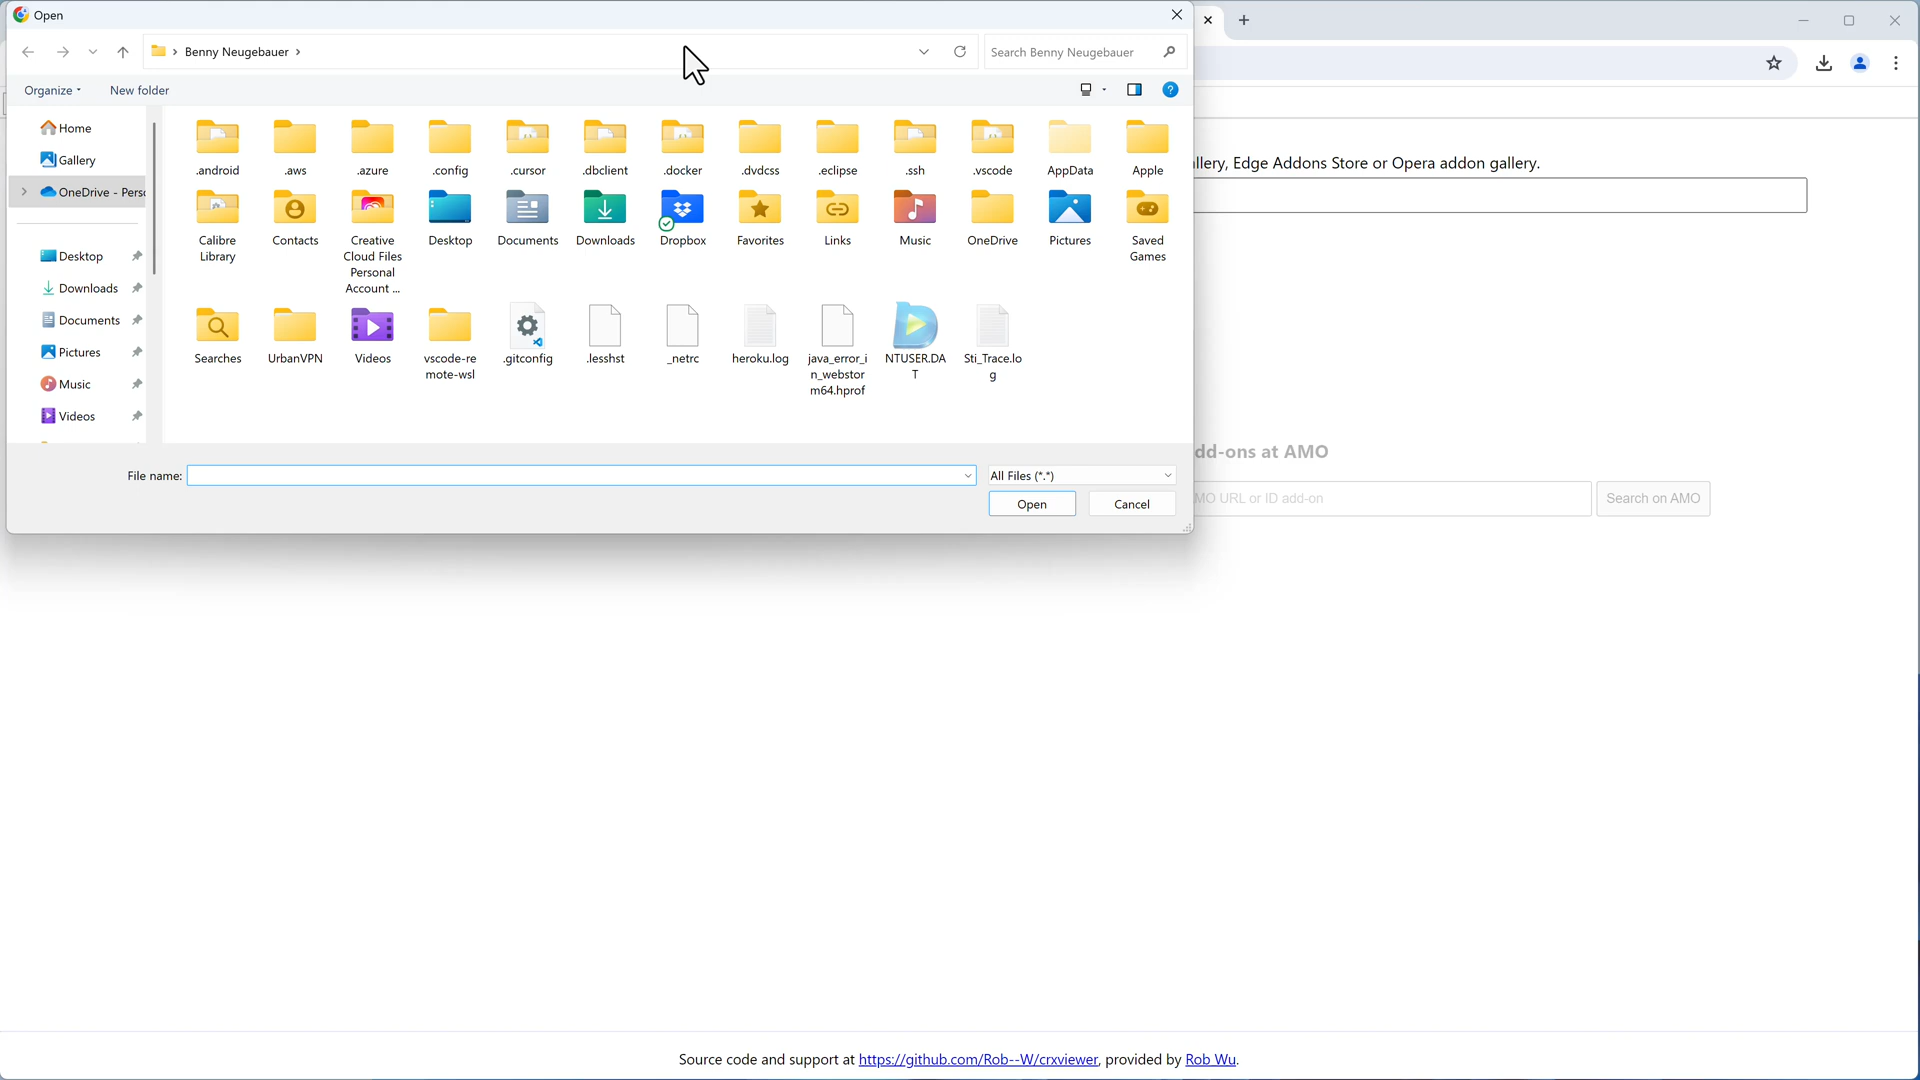 Open
Benny Neugebauer
Search Benny Neugebauer
Organize
New folder
Home
Gallery
OneDrive - Perso
Desktop
Downloads
Documents
Pictures
Music
Videos
.android
.aws
.azure
.config
.cursor
.dbclient
.docker
.dvdcss
.eclipse
.ssh
.vscode
AppData
Apple
Calibre
Library
Contacts
Creative
Cloud Files
Personal
Account ...
Desktop
Documents
Downloads
Dropbox
Favorites
Links
Music
OneDrive
Pictures
Saved
Games
Searches
UrbanVPN
Videos
vscode-re
mote-wsl
.gitconfig
.lesshst
_netrc
heroku.log
java_error_i
n_webstor
m64.hprof
NTUSER.DA
T
Sti_Trace.lo
g
File name:
All Files (*.*)
Open
Cancel
llery, Edge Addons Store or Opera addon gallery.
dd-ons at AMO
MO URL or ID add-on
Search on AMO
Source code and support at https://github.com/Rob--W/crxviewer, provided by Rob Wu.